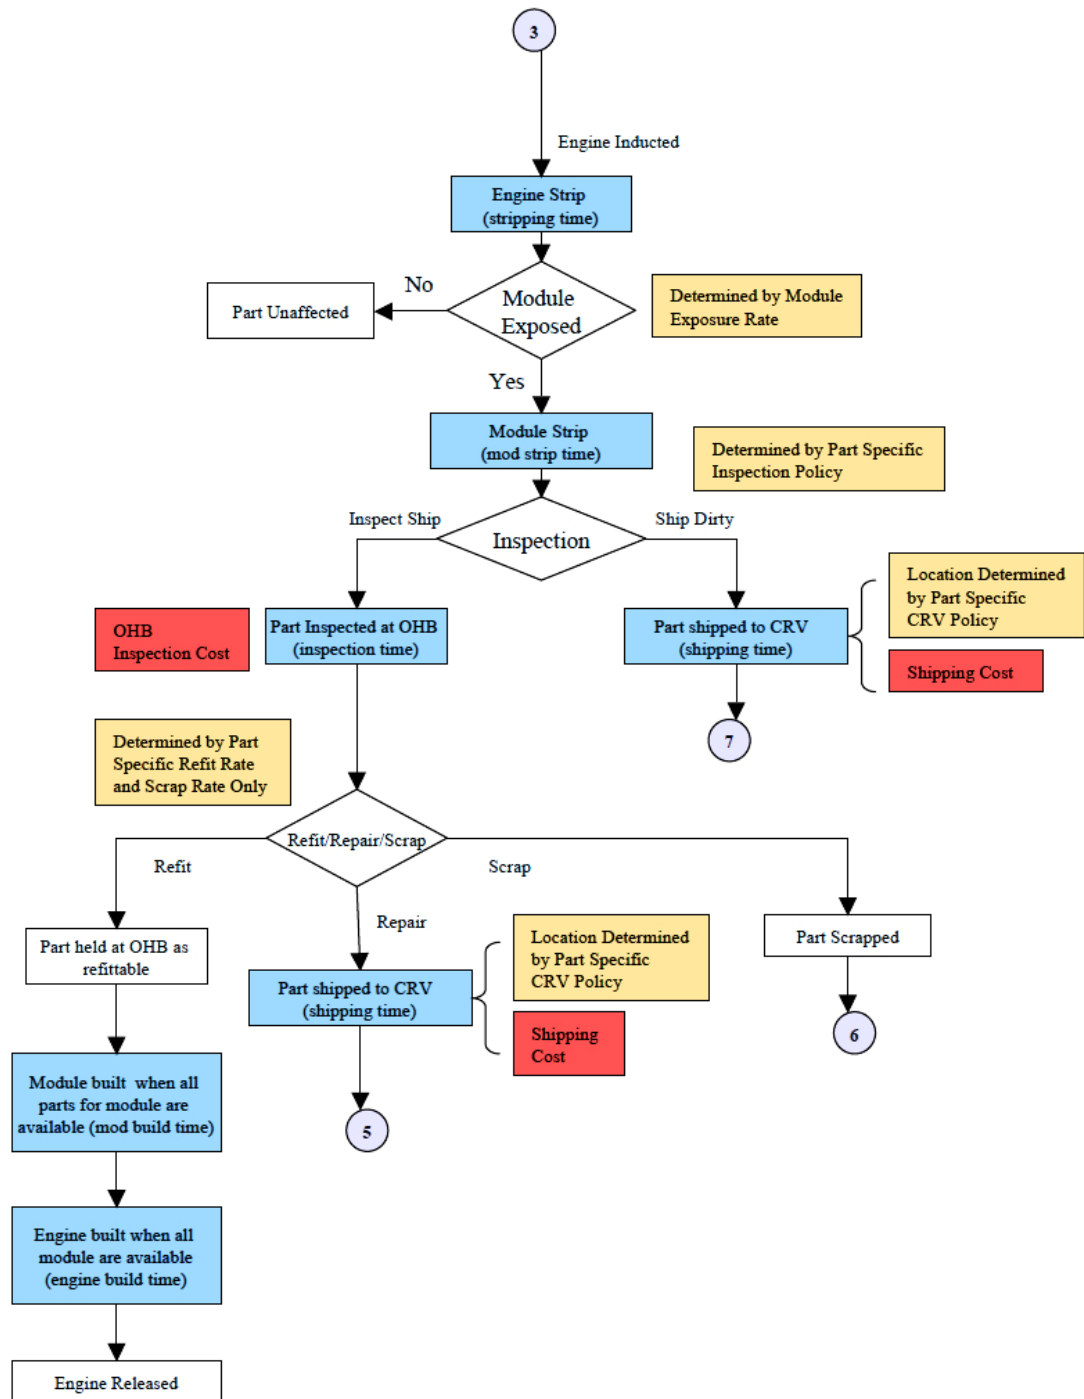 3
Engine Inducted
Engine Strip
(stripping time)
No
Module
Exposed
Part Unaffected
Determined by Module
Exposure Rate
Yes
Module Strip
(mod strip time)
Determined by Part Specific
Inspection Policy
Inspect Ship
Ship Dirty
Inspection
OHB
Inspection Cost
Part Inspected at OHB
(inspection time)
Part shipped to CRV
(shipping time)
Location Determined
by Part Specific
CRV Policy
Shipping Cost
7
Determined by Part
Specific Refit Rate
and Scrap Rate Only
Refit/Repair/Scrap
Refit
Scrap
Repair
Part held at OHB as
refittable
Part shipped to CRV
(shipping time)
Location Determined
by Part Specific
CRV Policy
Shipping
Cost
Part Scrapped
6
5
Module built when all
parts for module are
available (mod build time)
Engine built when all
module are available
(engine build time)
Engine Released